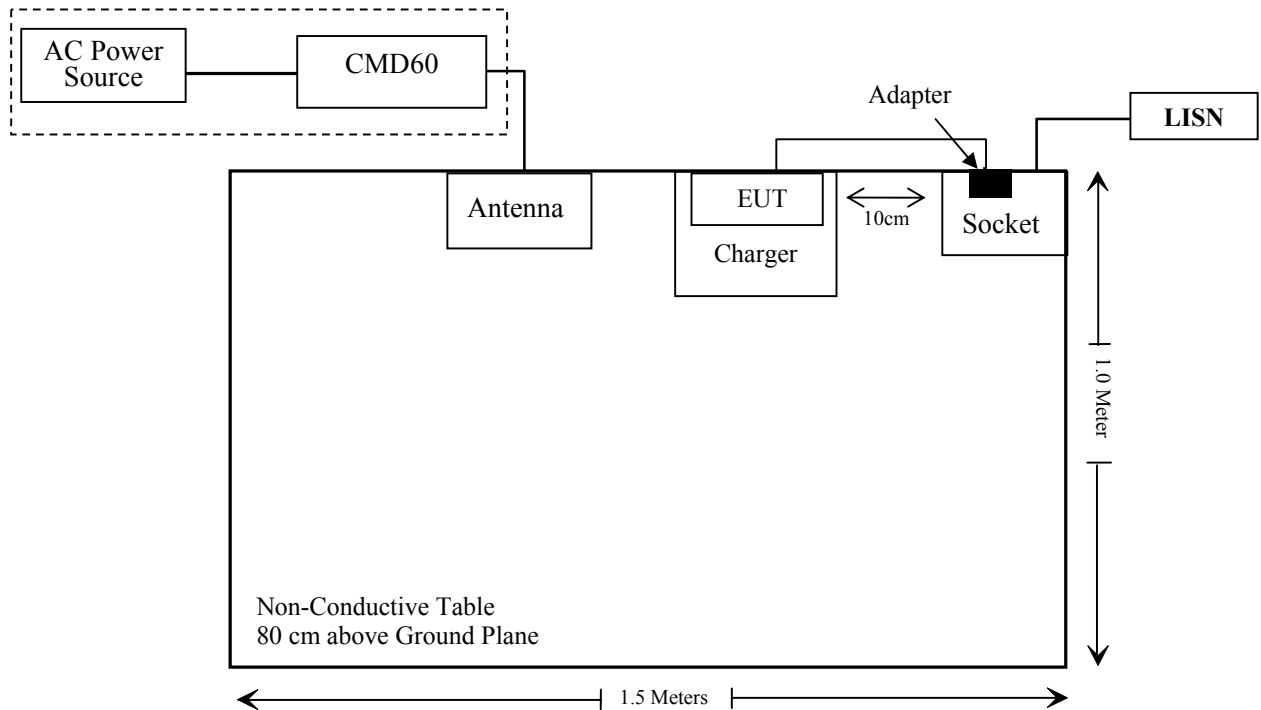 AC Power
Source
CMD60
Adapter
LISN
Antenna
EUT
Charger
10cm
Socket
1.0 Meter
Non-Conductive Table
80 cm above Ground Plane
1.5 Meters